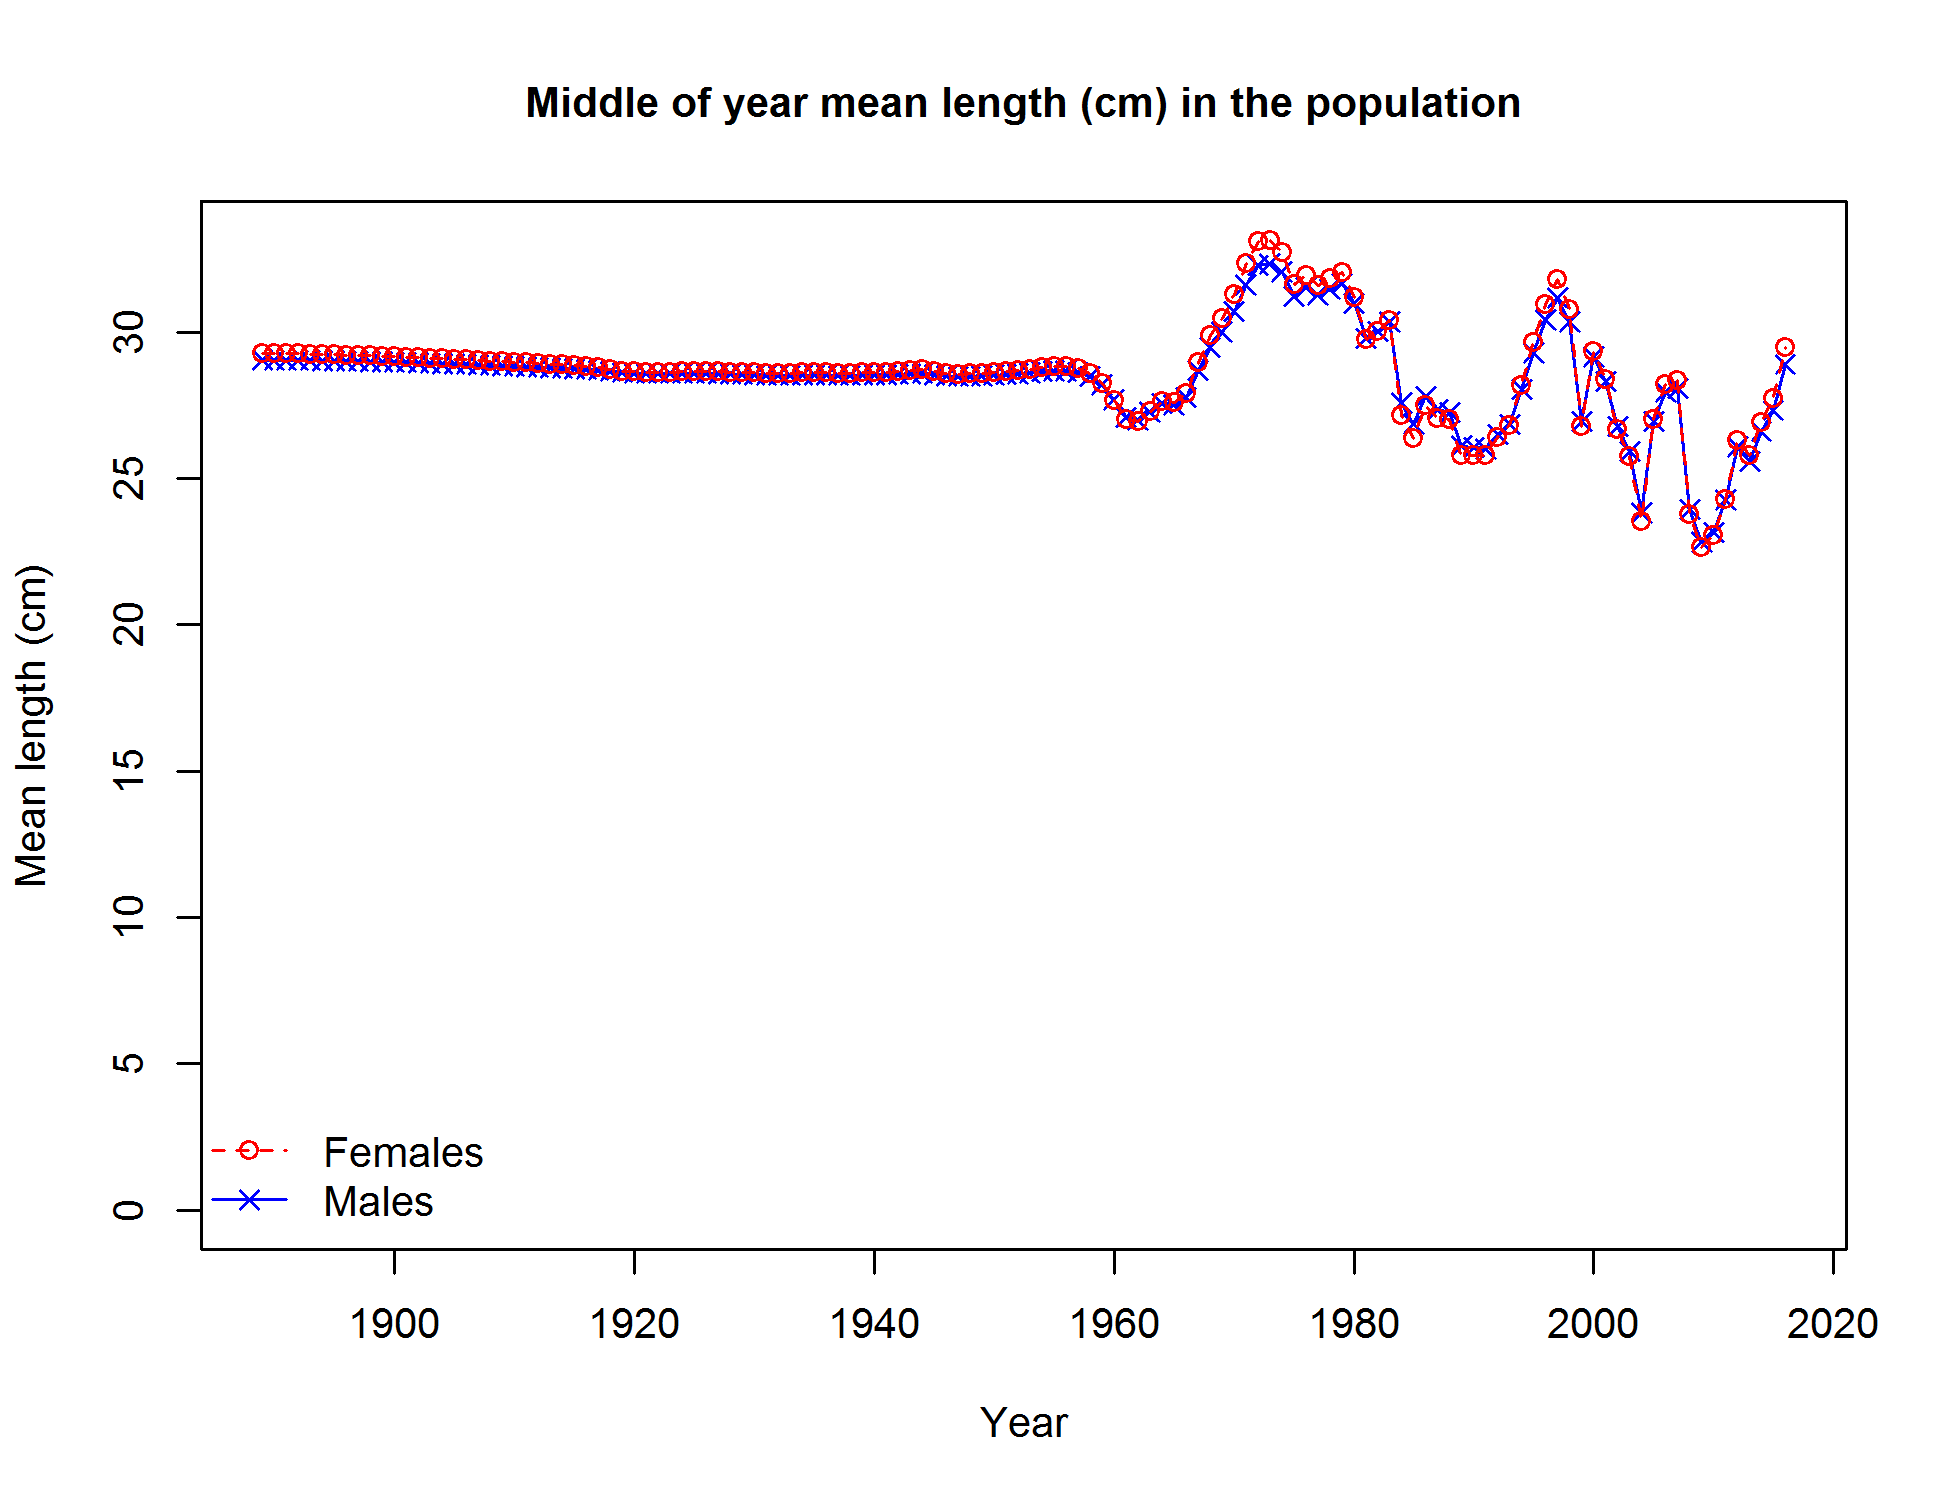 Middle of year mean length (cm) in the population
Mean length (cm)
30
25
20
15
10
5
0
Females
Males
1900 1920 1940 1960 1980 2000 2020
Year